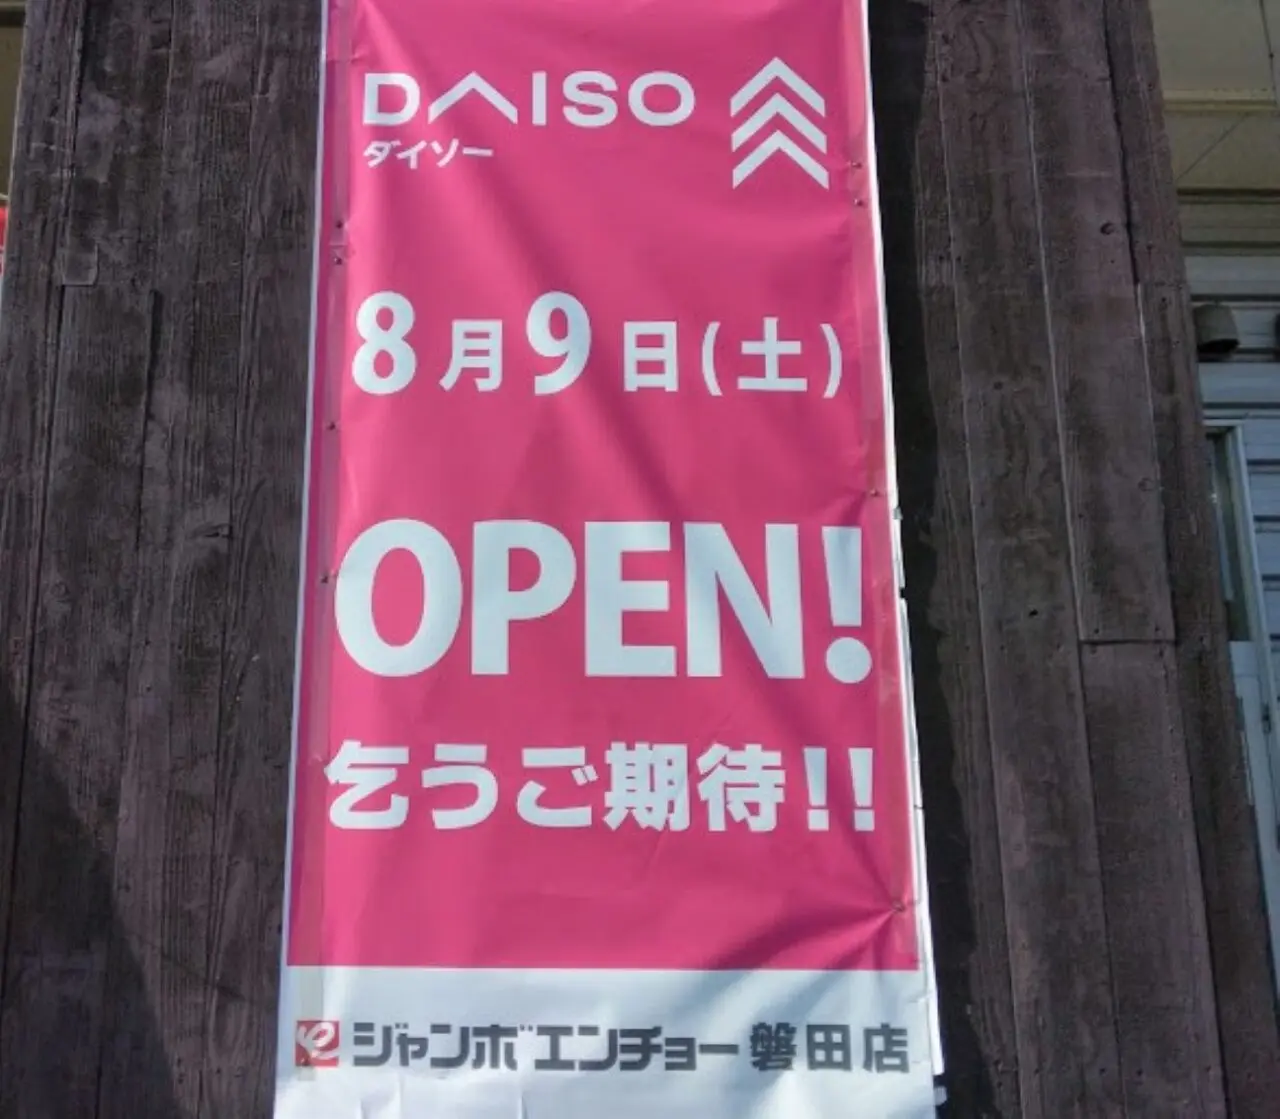 DAISO
ダイソー
8月9日(土)
OPEN!
乞うご期待!!
ジャンボエンチョー 磐田店